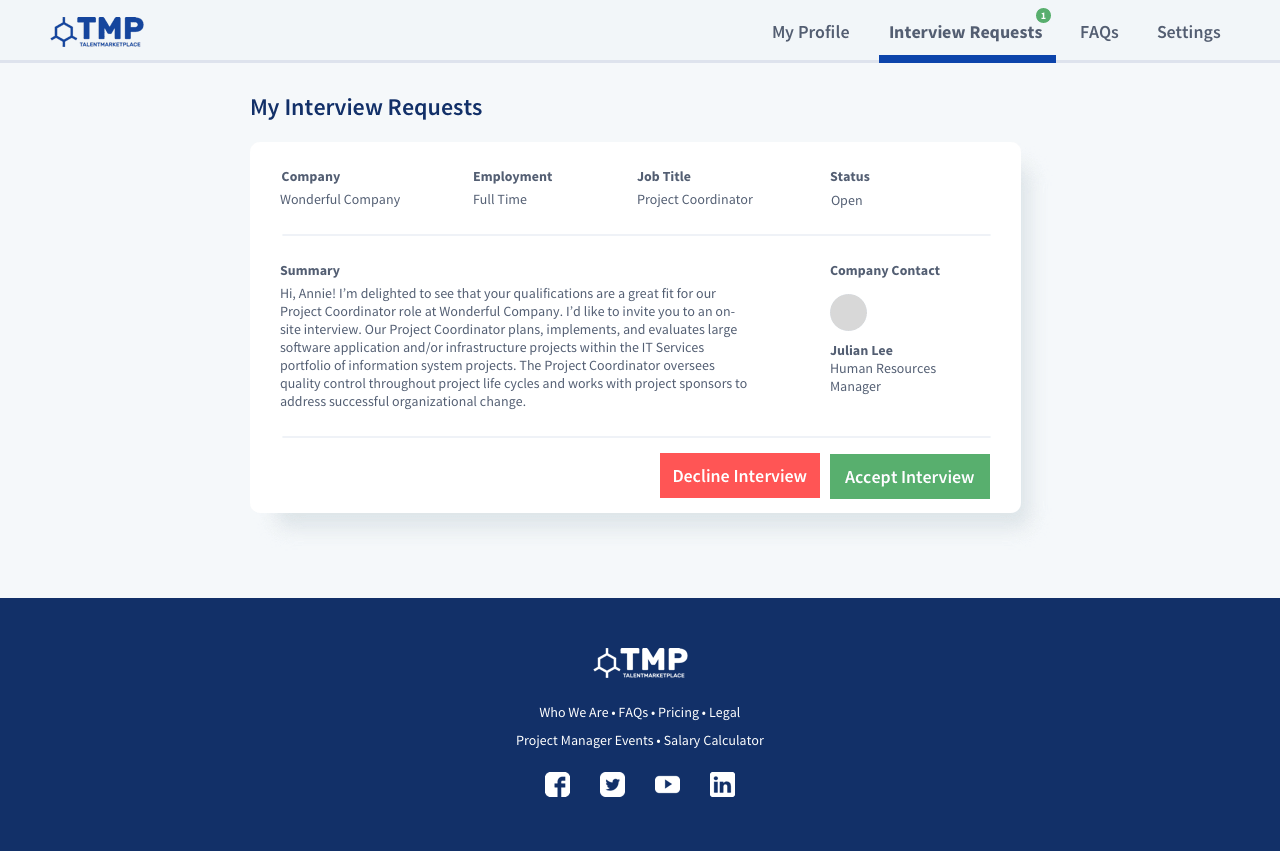 TMP
TALENTMARKETPLACE
My Profile
Interview Requests
1
FAQs
Settings
My Interview Requests
Company
Employment
Job Title
Status
Wonderful Company
Full Time
Project Coordinator
Open
Summary
Hi, Annie! I’m delighted to see that your qualifications are a great fit for our
Project Coordinator role at Wonderful Company. I’d like to invite you to an on-
site interview. Our Project Coordinator plans, implements, and evaluates large
software application and/or infrastructure projects within the IT Services
portfolio of information system projects. The Project Coordinator oversees
quality control throughout project life cycles and works with project sponsors to
address successful organizational change.
Company Contact
Julian Lee
Human Resources
Manager
Decline Interview
Accept Interview
TMP
TALENTMARKETPLACE
Who We Are • FAQs • Pricing • Legal
Project Manager Events • Salary Calculator